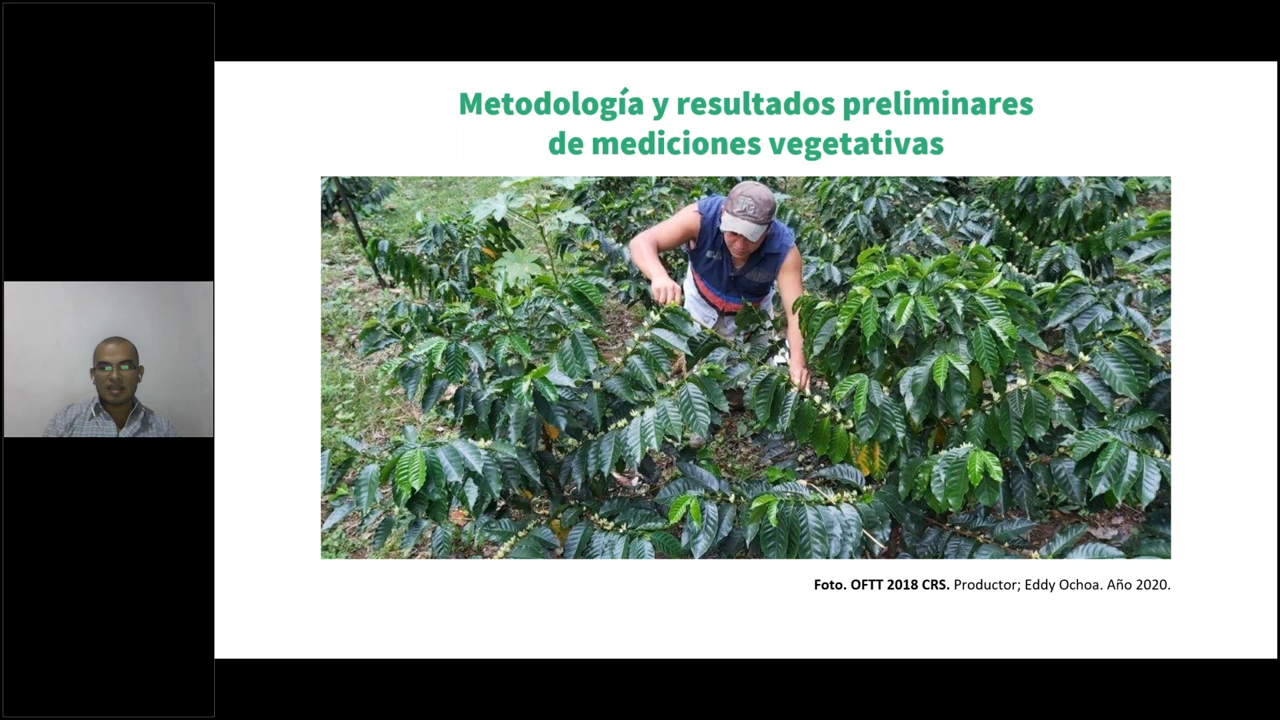 Metodología y resultados preliminares
de mediciones vegetativas
Foto. OFTT 2018 CRS. Productor; Eddy Ochoa. Año 2020.